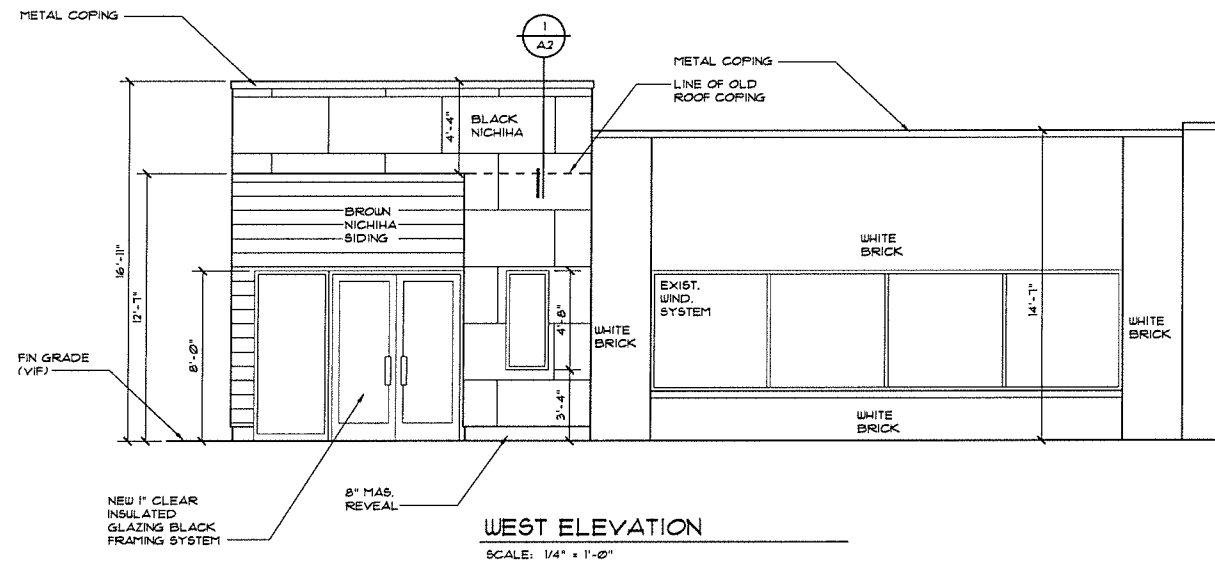 METAL COPING
1
A.2
METAL COPING
LINE OF OLD
ROOF COPING
4'-4"
BLACK
NICHIHA
16'-11"
12'-7"
8'-0"
BROWN
NICHIHA
SIDING
WHITE
BRICK
EXIST.
WIND.
SYSTEM
14'-7"
4'-8"
WHITE
BRICK
WHITE
BRICK
FIN GRADE
(VIF)
3'-4"
WHITE
BRICK
NEW 1" CLEAR
INSULATED
GLAZING BLACK
FRAMING SYSTEM
8" MAS.
REVEAL
WEST ELEVATION
SCALE: 1/4" = 1'-0"